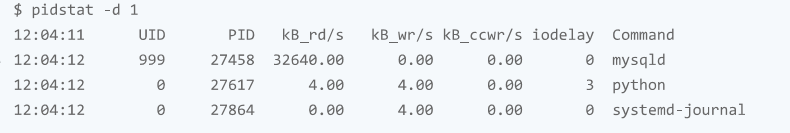 $ pidstat -d 1
12:04:11 UID PID kB_rd/s kB_wr/s kB_ccwr/s iodelay Command
12:04:12 999 27458 32640.00 0.00 0.00 0 mysqld
12:04:12 0 27617 4.00 4.00 0.00 3 python
12:04:12 0 27864 0.00 4.00 0.00 0 systemd-journal